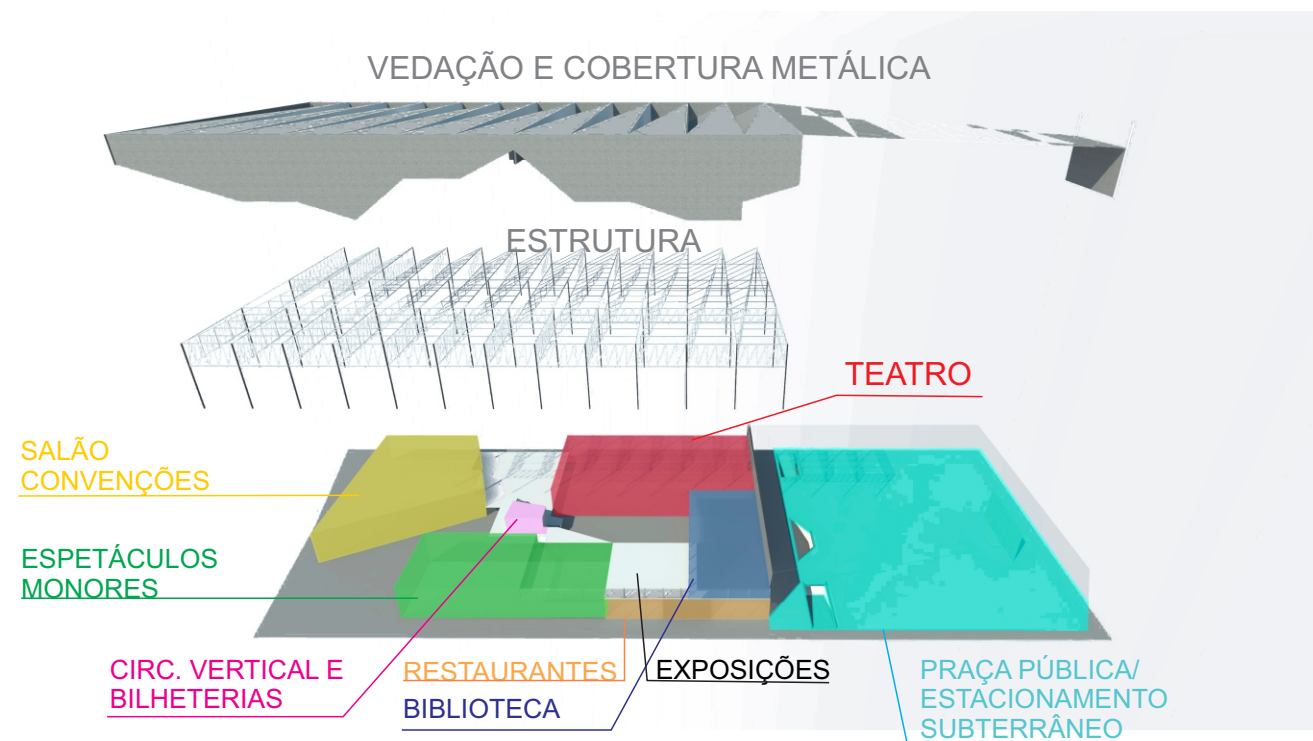 VEDAÇÃO E COBERTURA METÁLICA
ESTRUTURA
TEATRO
SALÃO
CONVENÇÕES
ESPETÁCULOS
MONORES
CIRC. VERTICAL E
BILHETERIAS
RESTAURANTES
BIBLIOTECA
EXPOSIÇÕES
PRAÇA PÚBLICA/
ESTACIONAMENTO
SUBTERRÂNEO